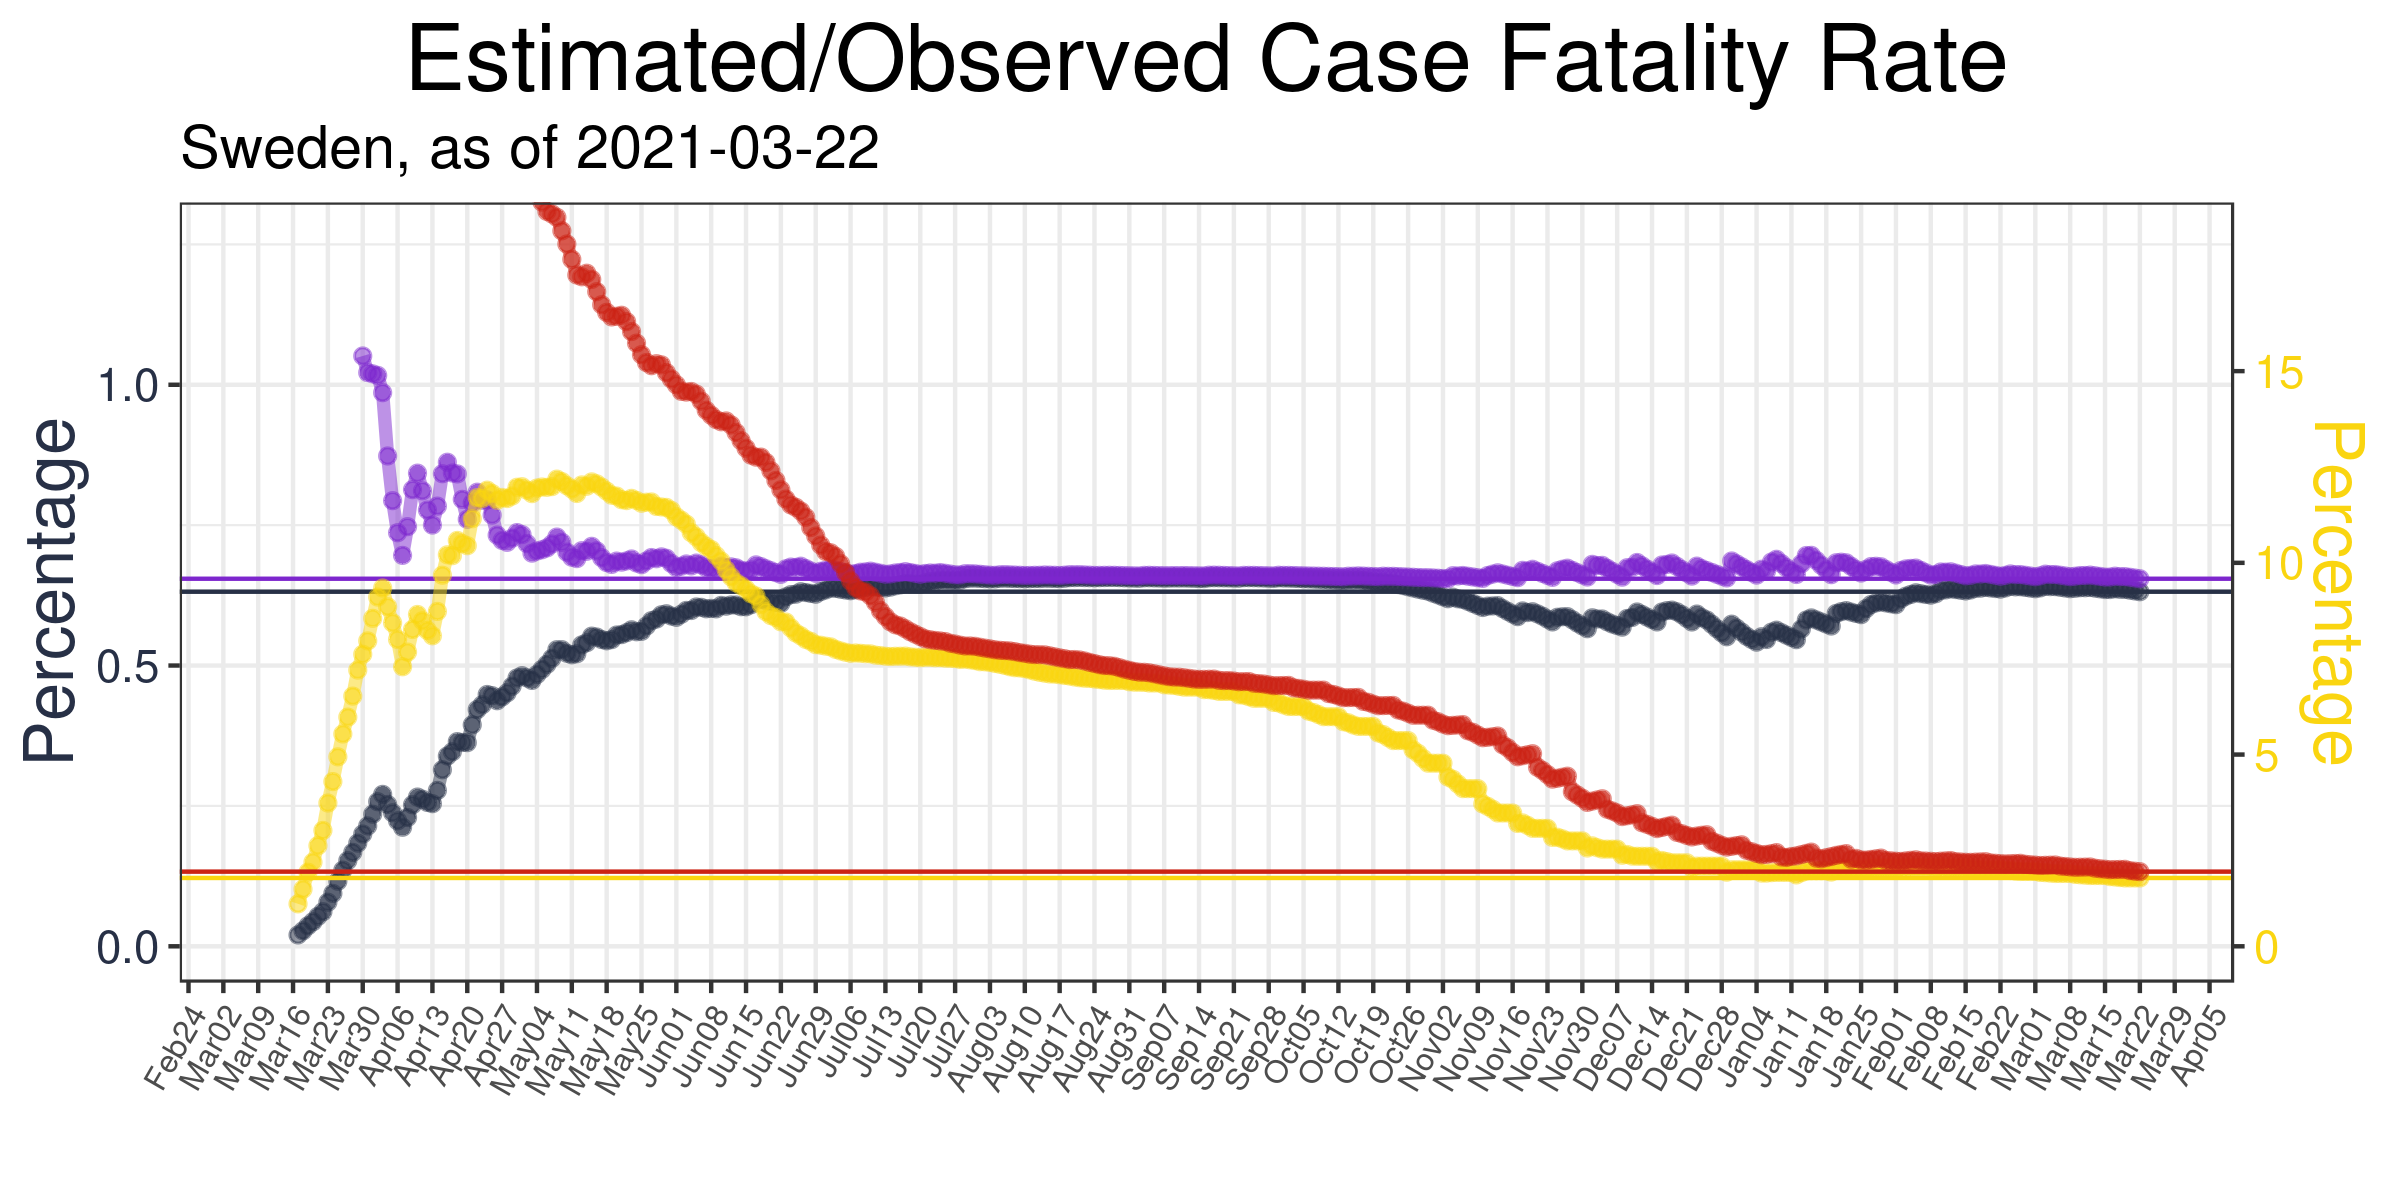 Estimated/Observed Case Fatality Rate
Sweden, as of 2021-03-22
Percentage
1.0
0.5
0.0
15
10
5
0
Percentage
Feb24
Mar02
Mar09
Mar16
Mar23
Mar30
Apr06
Apr13
Apr20
Apr27
May04
May11
May18
May25
Jun01
Jun08
Jun15
Jun22
Jun29
Jul06
Jul13
Jul20
Jul27
Aug03
Aug10
Aug17
Aug24
Aug31
Sep07
Sep14
Sep21
Sep28
Oct05
Oct12
Oct19
Oct26
Nov02
Nov09
Nov16
Nov23
Nov30
Dec07
Dec14
Dec21
Dec28
Jan04
Jan11
Jan18
Jan25
Feb01
Feb08
Feb15
Feb22
Mar01
Mar08
Mar15
Mar22
Mar29
Apr05